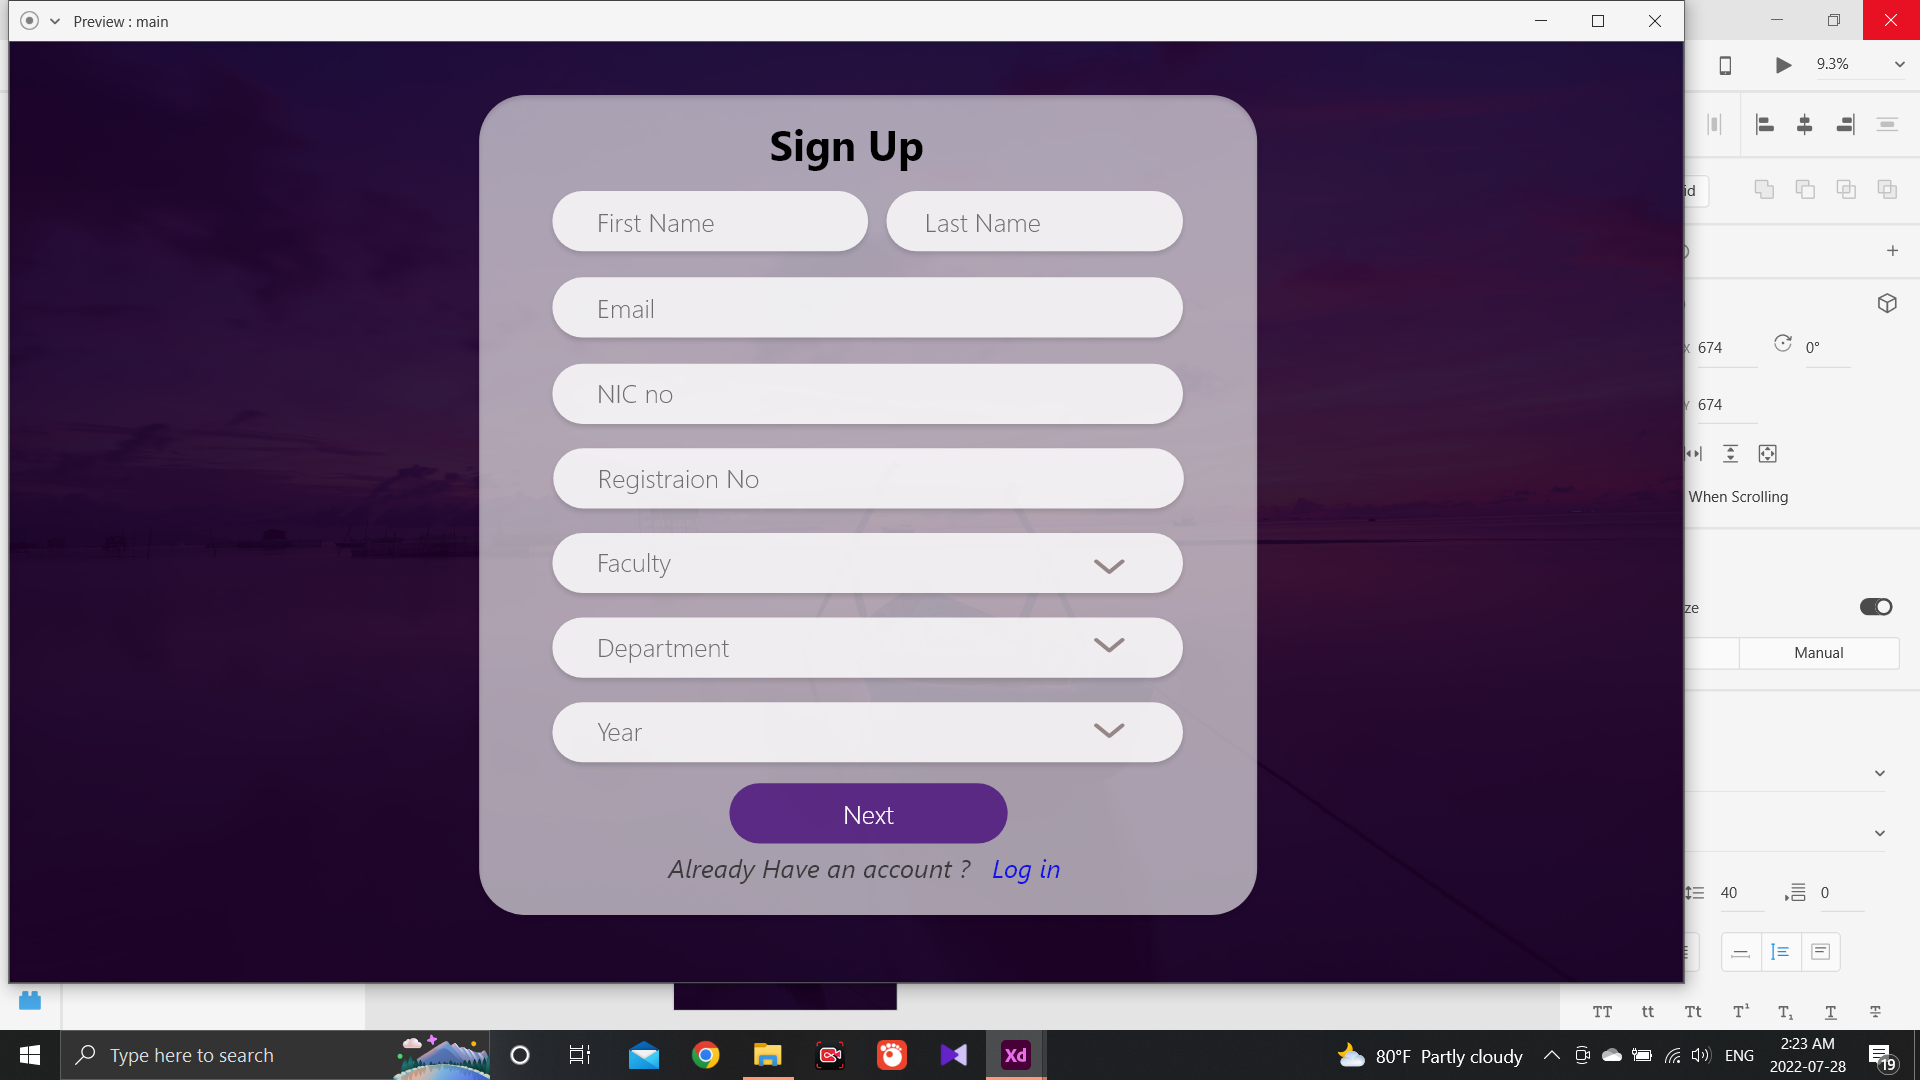 Preview : main
9.3%
Sign Up
First Name
Last Name
Email
NIC no
Registraion No
Faculty
Department
Year
Next
Already Have an account ? Log in
id
X 674
0°
Y 674
When Scrolling
ze
Manual
40
0
TT tt Tt T¹ T₁ T T
Type here to search
Xd
80°F Partly cloudy
ENG
2:23 AM
2022-07-28
19